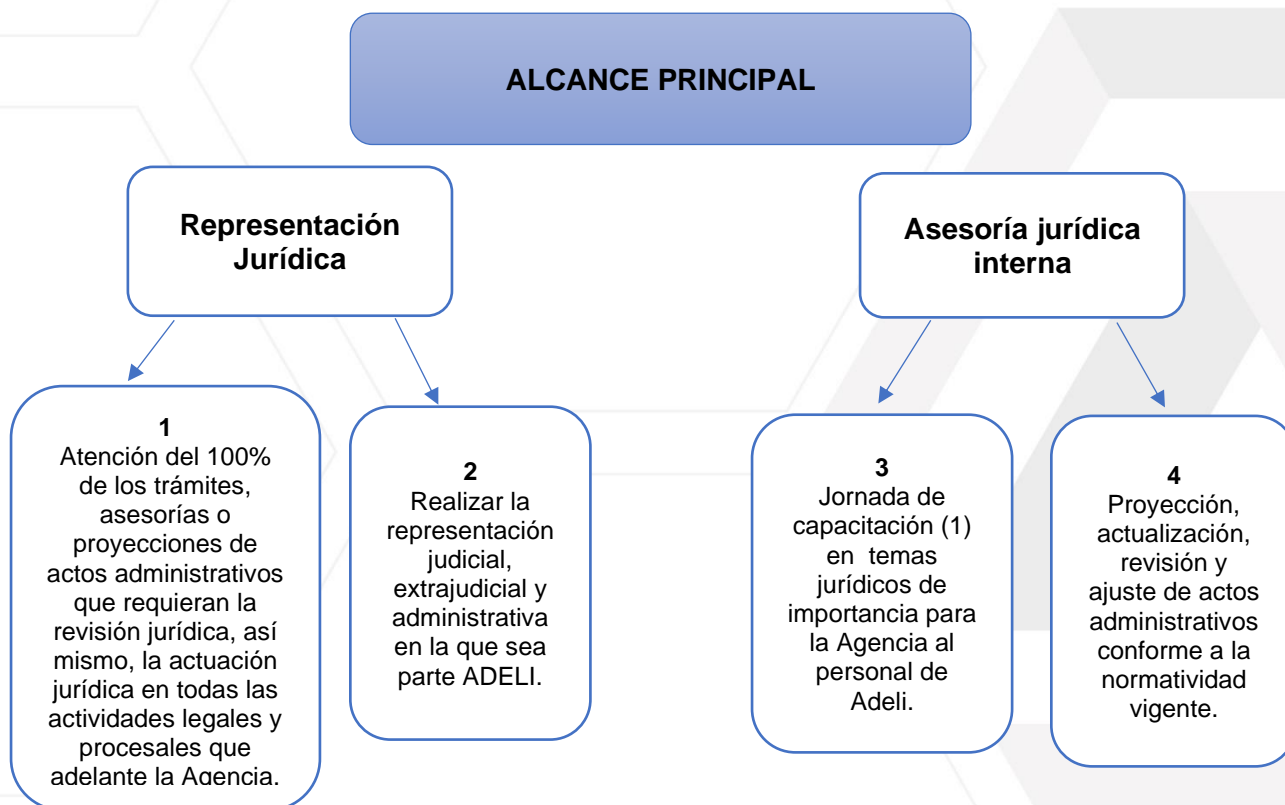 ALCANCE PRINCIPAL
Representación
Jurídica
Asesoría jurídica
interna
1
Atención del 100%
de los trámites,
asesorías o
proyecciones de
actos administrativos
que requieran la
revisión jurídica, así
mismo, la actuación
jurídica en todas las
actividades legales y
procesales que
adelante la Agencia.
2
Realizar la
representación
judicial,
extrajudicial y
administrativa
en la que sea
parte ADELI.
3
Jornada de
capacitación (1)
en temas
jurídicos de
importancia para
la Agencia al
personal de
Adeli.
4
Proyección,
actualización,
revisión y
ajuste de actos
administrativos
conforme a la
normatividad
vigente.